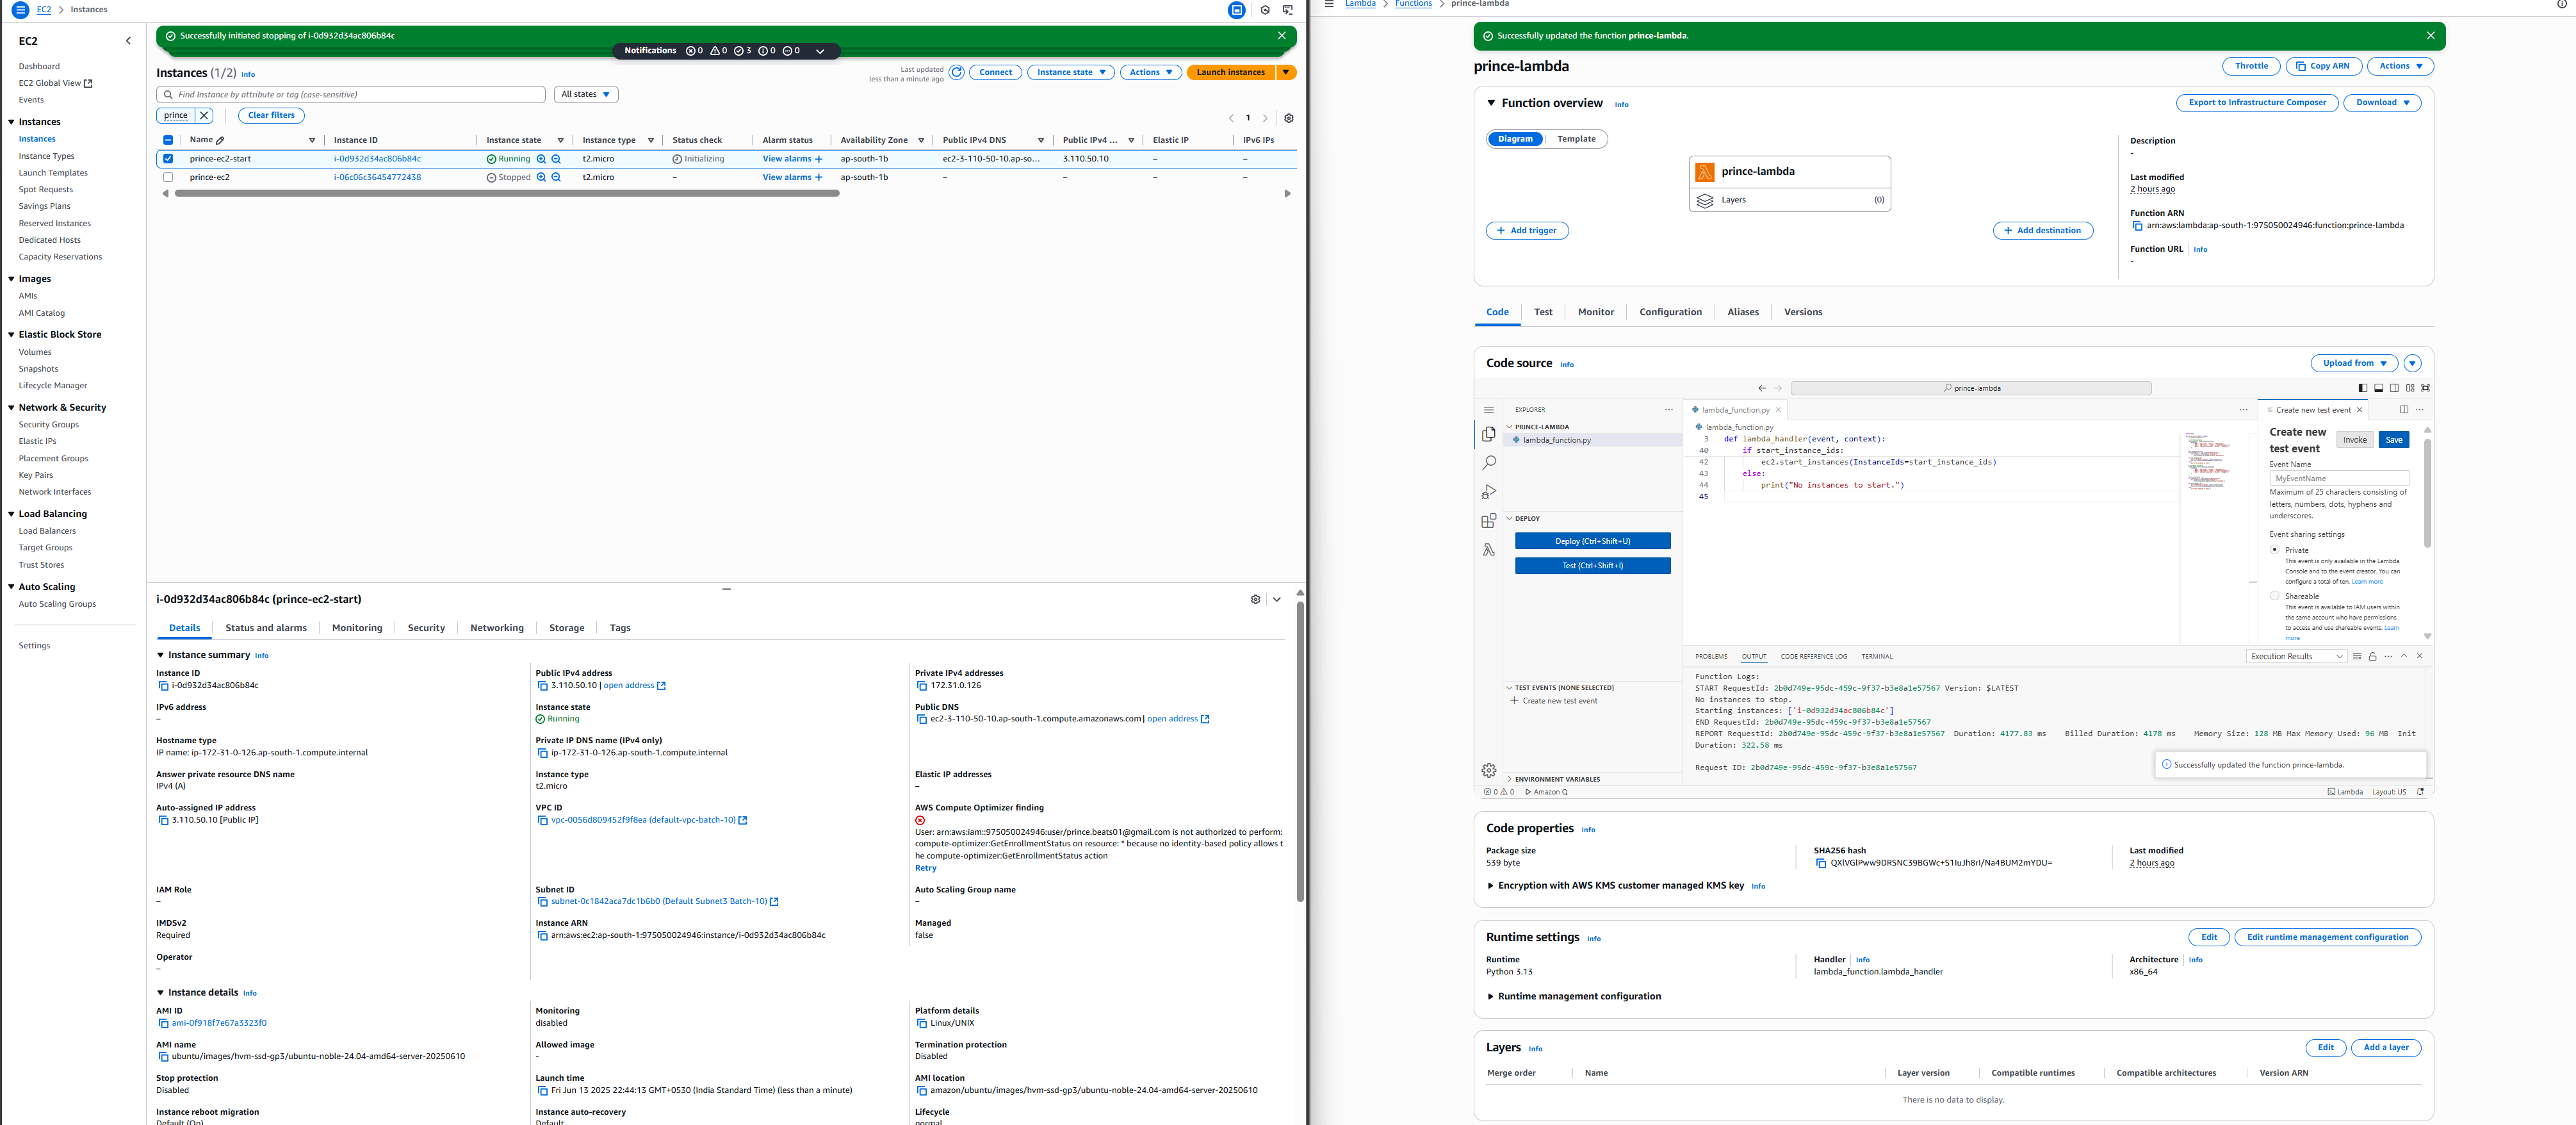 EC2
Instances
EC2
Dashboard
EC2 Global View
Events
Instances
Instances
Instance Types
Launch Templates
Spot Requests
Savings Plans
Reserved Instances
Dedicated Hosts
Capacity Reservations
Images
AMIs
AMI Catalog
Elastic Block Store
Volumes
Snapshots
Lifecycle Manager
Network & Security
Security Groups
Elastic IPs
Placement Groups
Key Pairs
Network Interfaces
Load Balancing
Load Balancers
Target Groups
Trust Stores
Auto Scaling
Auto Scaling Groups
Settings
Successfully initiated stopping of i-0d932d34ac806b84c
Notifications 0 0 3 0 0
Instances (1/2) Info
Last updated
less than a minute ago
Connect Instance state Actions Launch instances
Find Instance by attribute or tag (case-sensitive) All states
prince Clear filters 1
Name Instance ID Instance state Instance type Status check Alarm status Availability Zone Public IPv4 DNS Public IPv4 ... Elastic IP IPv6 IPs
prince-ec2-start i-0d932d34ac806b84c Running t2.micro Initializing View alarms + ap-south-1b ec2-3-110-50-10.ap-so... 3.110.50.10 – –
prince-ec2 i-06c06c36454772438 Stopped t2.micro – View alarms + ap-south-1b – – – –
i-0d932d34ac806b84c (prince-ec2-start)
Details Status and alarms Monitoring Security Networking Storage Tags
Instance summary Info
Instance ID
i-0d932d34ac806b84c
Public IPv4 address
3.110.50.10 | open address
Private IPv4 addresses
172.31.0.126
IPv6 address
–
Instance state
Running
Public DNS
ec2-3-110-50-10.ap-south-1.compute.amazonaws.com | open address
Hostname type
IP name: ip-172-31-0-126.ap-south-1.compute.internal
Private IP DNS name (IPv4 only)
ip-172-31-0-126.ap-south-1.compute.internal
Answer private resource DNS name
IPv4 (A)
Instance type
t2.micro
Elastic IP addresses
–
Auto-assigned IP address
3.110.50.10 [Public IP]
VPC ID
vpc-0056d809452f9f8ea (default-vpc-batch-10)
AWS Compute Optimizer finding
User: arn:aws:iam::975050024946:user/prince.beats01@gmail.com is not authorized to perform:
compute-optimizer:GetEnrollmentStatus on resource: * because no identity-based policy allows t
he compute-optimizer:GetEnrollmentStatus action
Retry
IAM Role
–
Subnet ID
subnet-0c1842aca7dc1b6b0 (Default Subnet3 Batch-10)
Auto Scaling Group name
–
IMDSv2
Required
Instance ARN
arn:aws:ec2:ap-south-1:975050024946:instance/i-0d932d34ac806b84c
Managed
false
Operator
–
Instance details Info
AMI ID
ami-0f918f7e67a3323f0
Monitoring
disabled
Platform details
Linux/UNIX
AMI name
ubuntu/images/hvm-ssd-gp3/ubuntu-noble-24.04-amd64-server-20250610
Allowed image
-
Termination protection
Disabled
Stop protection
Disabled
Launch time
Fri Jun 13 2025 22:44:13 GMT+0530 (India Standard Time) (less than a minute)
AMI location
amazon/ubuntu/images/hvm-ssd-gp3/ubuntu-noble-24.04-amd64-server-20250610
Instance reboot migration
Default (On)
Instance auto-recovery
Default
Lifecycle
normal
Lambda Functions prince-lambda
Successfully updated the function prince-lambda.
prince-lambda
Throttle Copy ARN Actions
Function overview Info
Export to Infrastructure Composer Download
Diagram Template
prince-lambda
Layers (0)
+ Add trigger
+ Add destination
Description
-
Last modified
2 hours ago
Function ARN
arn:aws:lambda:ap-south-1:975050024946:function:prince-lambda
Function URL Info
-
Code Test Monitor Configuration Aliases Versions
Code source Info
Upload from
prince-lambda
EXPLORER
PRINCE-LAMBDA
lambda_function.py
DEPLOY
Deploy (Ctrl+Shift+U)
Test (Ctrl+Shift+I)
TEST EVENTS [NONE SELECTED]
+ Create new test event
ENVIRONMENT VARIABLES
lambda_function.py
lambda_function.py
3 def lambda_handler(event, context):
40 if start_instance_ids:
42 ec2.start_instances(InstanceIds=start_instance_ids)
43 else:
44 print("No instances to start.")
45
Create new test event
Create new
test event
Invoke Save
Event Name
MyEventName
Maximum of 25 characters consisting of
letters, numbers, dots, hyphens and
underscores.
Event sharing settings
Private
This event is only available in the Lambda
Console and to the event creator. You can
configure a total of ten. Learn more
Shareable
This event is available to IAM users within
the same account who have permissions
to access and use shareable events. Learn
more
PROBLEMS OUTPUT CODE REFERENCE LOG TERMINAL
Execution Results
Function Logs:
START RequestId: 2b0d749e-95dc-459c-9f37-b3e8a1e57567 Version: $LATEST
No instances to stop.
Starting instances: ['i-0d932d34ac806b84c']
END RequestId: 2b0d749e-95dc-459c-9f37-b3e8a1e57567
REPORT RequestId: 2b0d749e-95dc-459c-9f37-b3e8a1e57567 Duration: 4177.83 ms Billed Duration: 4178 ms Memory Size: 128 MB Max Memory Used: 96 MB Init
Duration: 322.58 ms
Request ID: 2b0d749e-95dc-459c-9f37-b3e8a1e57567
Successfully updated the function prince-lambda.
0 0 Amazon Q
Lambda Layout: US
Code properties Info
Package size
539 byte
SHA256 hash
QXlVGlPww9DRSNC39BGWc+S1IuJh8rI/Na4BUM2mYDU=
Last modified
2 hours ago
Encryption with AWS KMS customer managed KMS key Info
Runtime settings Info
Edit Edit runtime management configuration
Runtime
Python 3.13
Handler Info
lambda_function.lambda_handler
Architecture Info
x86_64
Runtime management configuration
Layers Info
Edit Add a layer
Merge order Name Layer version Compatible runtimes Compatible architectures Version ARN
There is no data to display.